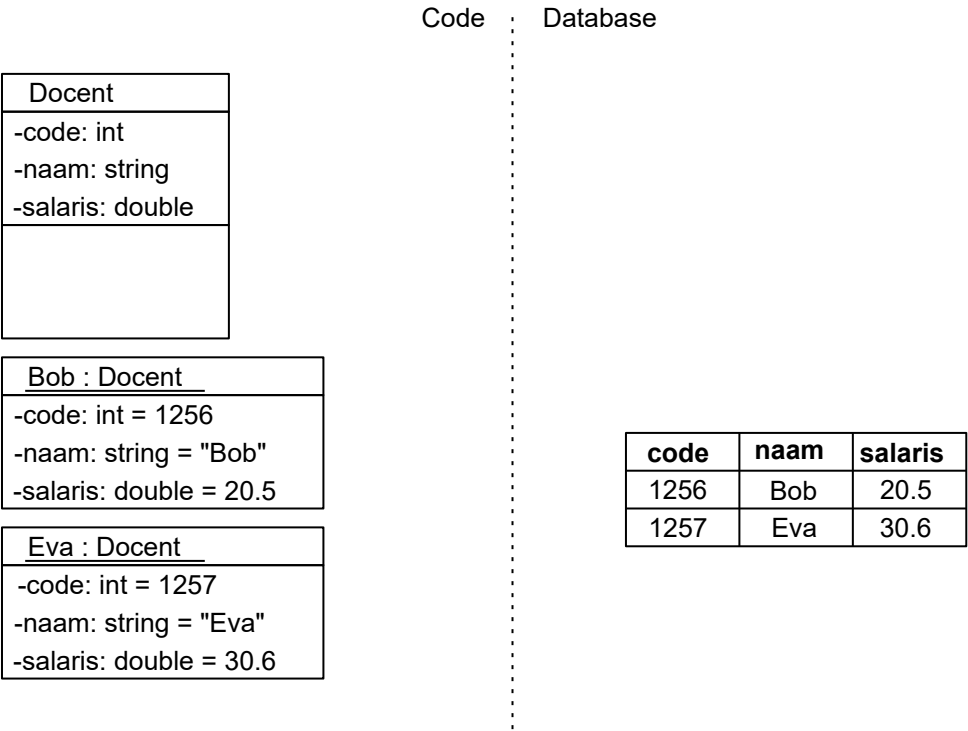 Code Database
Docent
-code: int
-naam: string
-salaris: double
Bob : Docent
-code: int = 1256
-naam: string = "Bob"
-salaris: double = 20.5
Eva : Docent
-code: int = 1257
-naam: string = "Eva"
-salaris: double = 30.6
code naam salaris
1256 Bob 20.5
1257 Eva 30.6